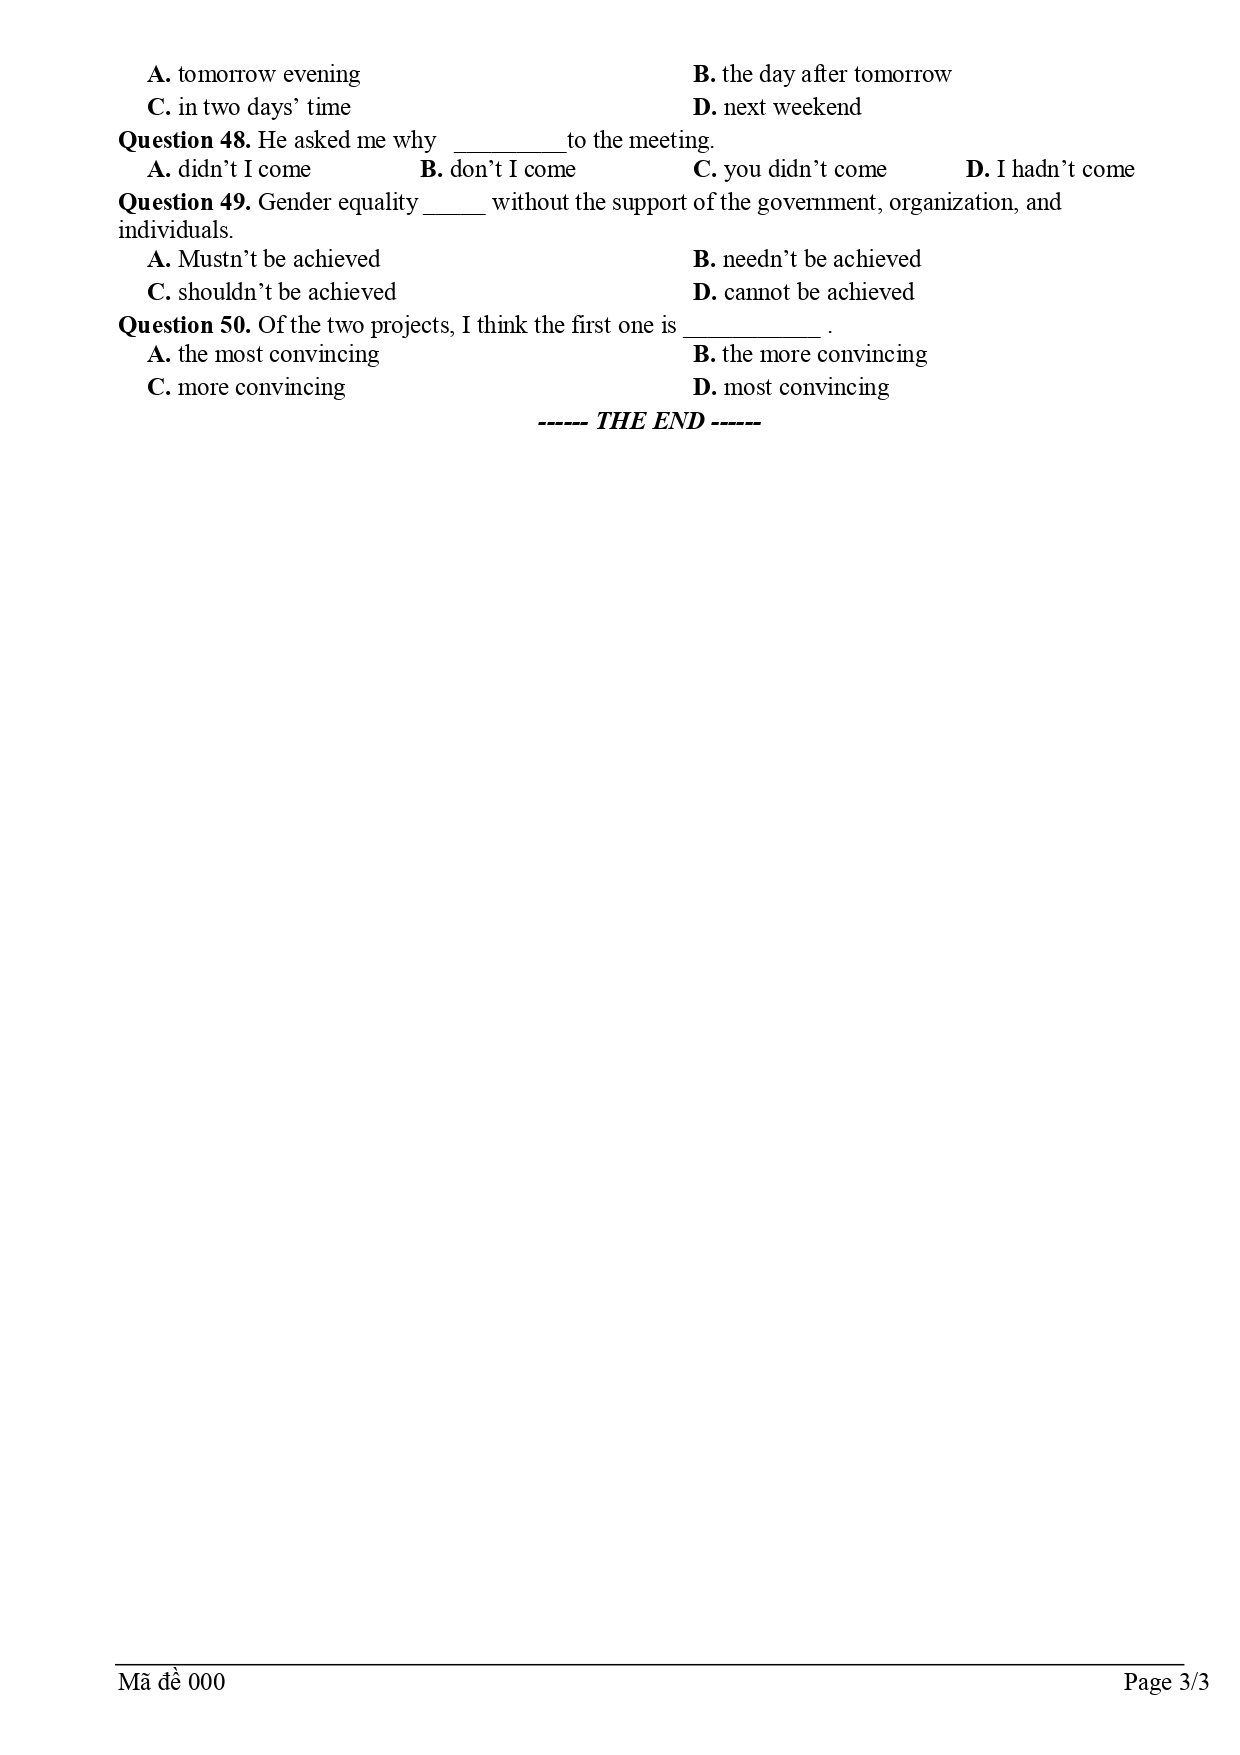 A. tomorrow evening B. the day after tomorrow
C. in two days’ time D. next weekend
Question 48. He asked me why _________to the meeting.
A. didn’t I come B. don’t I come C. you didn’t come D. I hadn’t come
Question 49. Gender equality _____ without the support of the government, organization, and
individuals.
A. Mustn’t be achieved B. needn’t be achieved
C. shouldn’t be achieved D. cannot be achieved
Question 50. Of the two projects, I think the first one is ___________ .
A. the most convincing B. the more convincing
C. more convincing D. most convincing
------ THE END ------
Mã đề 000 Page 3/3